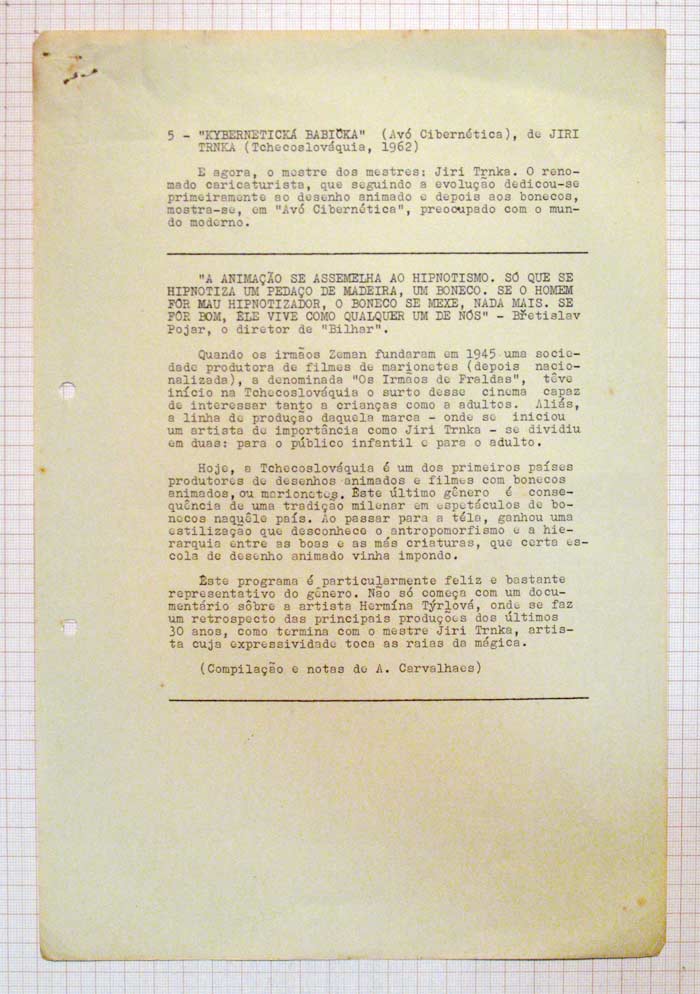 5 - "KYBERNETICKÁ BABIČKA" (Avó Cibernética), de JIRI
TRNKA (Tchecoslováquia, 1962)
E agora, o mestre dos mestres: Jiri Trnka. O reno-
mado caricaturista, que seguindo a evolução dedicou-se
primeiramente ao desenho animado e depois aos bonecos,
mostra-se, em "Avó Cibernética", preocupado com o mun-
do moderno.
"A ANIMAÇÃO SE ASSEMELHA AO HIPNOTISMO. SÓ QUE SE
HIPNOTIZA UM PEDAÇO DE MADEIRA, UM BONECO. SE O HOMEM
FÔR MAU HIPNOTIZADOR, O BONECO SE MEXE, NADA MAIS. SE
FÔR BOM, ÊLE VIVE COMO QUALQUER UM DE NÓS" - Břetislav
Pojar, o diretor de "Bilhar".
Quando os irmãos Zeman fundaram em 1945 uma socie-
dade produtora de filmes de marionetes (depois nacio-
nalizada), a denominada "Os Irmãos de Fraldas", têve
início na Tchecoslováquia o surto desse cinema capaz
de interessar tanto a crianças como a adultos. Aliás,
a linha de produção daquela marca - onde se iniciou
um artista de importância como Jiri Trnka - se dividiu
em duas: para o público infantil e para o adulto.
Hoje, a Tchecoslováquia é um dos primeiros países
produtores de desenhos animados e filmes com bonecos
animados, ou marionetes. Êste último gênero é conse-
quência de uma tradição milenar em espetáculos de bo-
necos naquêle país. Ao passar para a téla, ganhou uma
estilização que desconhece o antropomorfismo e a hie-
rarquia entre as boas e as más criaturas, que certa es-
cola de desenho animado vinha impondo.
Êste programa é particularmente feliz e bastante
representativo do gênero. Não só começa com um docu-
mentário sôbre a artista Hermína Týrlová, onde se faz
um retrospecto das principais produções dos últimos
30 anos, como termina com o mestre Jiri Trnka, artis-
ta cuja expressividade toca as raias da mágica.
(Compilação e notas de A. Carvalhaes)